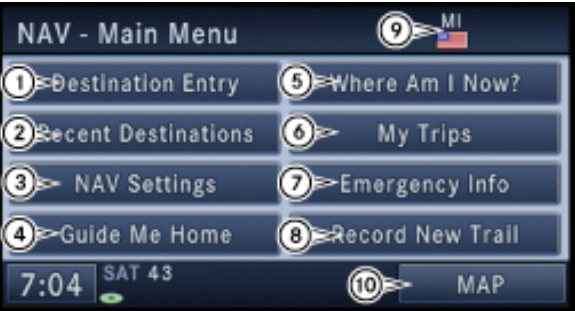 NAV - Main Menu
9
MI
1 Destination Entry
5 Where Am I Now?
2 Recent Destinations
6 My Trips
3 NAV Settings
7 Emergency Info
4 Guide Me Home
8 Record New Trail
7:04
SAT 43
10 MAP